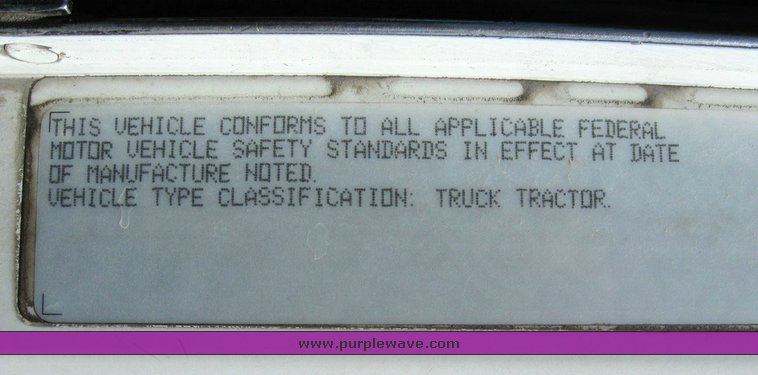 THIS VEHICLE CONFORMS TO ALL APPLICABLE FEDERAL
MOTOR VEHICLE SAFETY STANDARDS IN EFFECT AT DATE
OF MANUFACTURE NOTED.
VEHICLE TYPE CLASSIFICATION: TRUCK TRACTOR.
www.purplewave.com